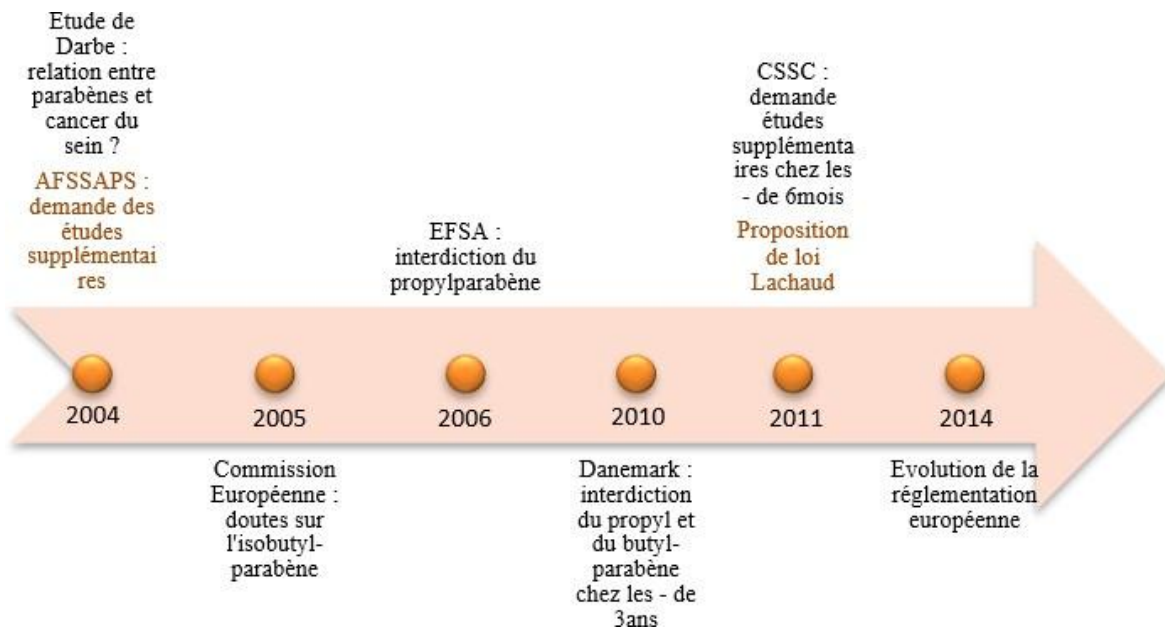 Etude de
Darbe :
relation entre
parabènes et
cancer du
sein ?
AFSSAPS :
demande des
études
supplémentai
res
EFSA :
interdiction du
propylparabène
CSSC :
demande
études
supplémenta
ires chez les
- de 6mois
Proposition
de loi
Lachaud
2004
2005
2006
2010
2011
2014
Commission
Européenne :
doutes sur
l'isobutyl-
parabène
Danemark :
interdiction
du propyl et
du butyl-
parabène
chez les - de
3ans
Evolution de la
réglementation
européenne